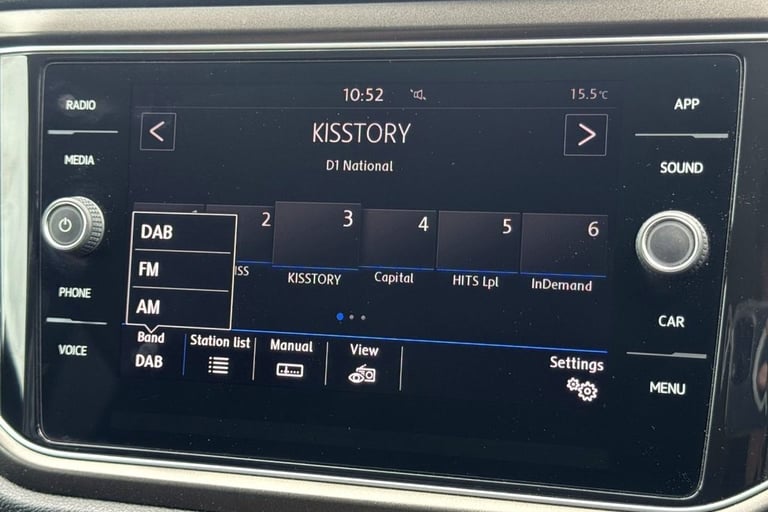 RADIO
MEDIA
PHONE
VOICE
10:52
15.5°C
<
KISSTORY
>
D1 National
2
3
4
5
6
ISS
KISSTORY
Capital
HITS Lpl
InDemand
DAB
FM
AM
Band
DAB
Station list
Manual
View
Settings
APP
SOUND
CAR
MENU